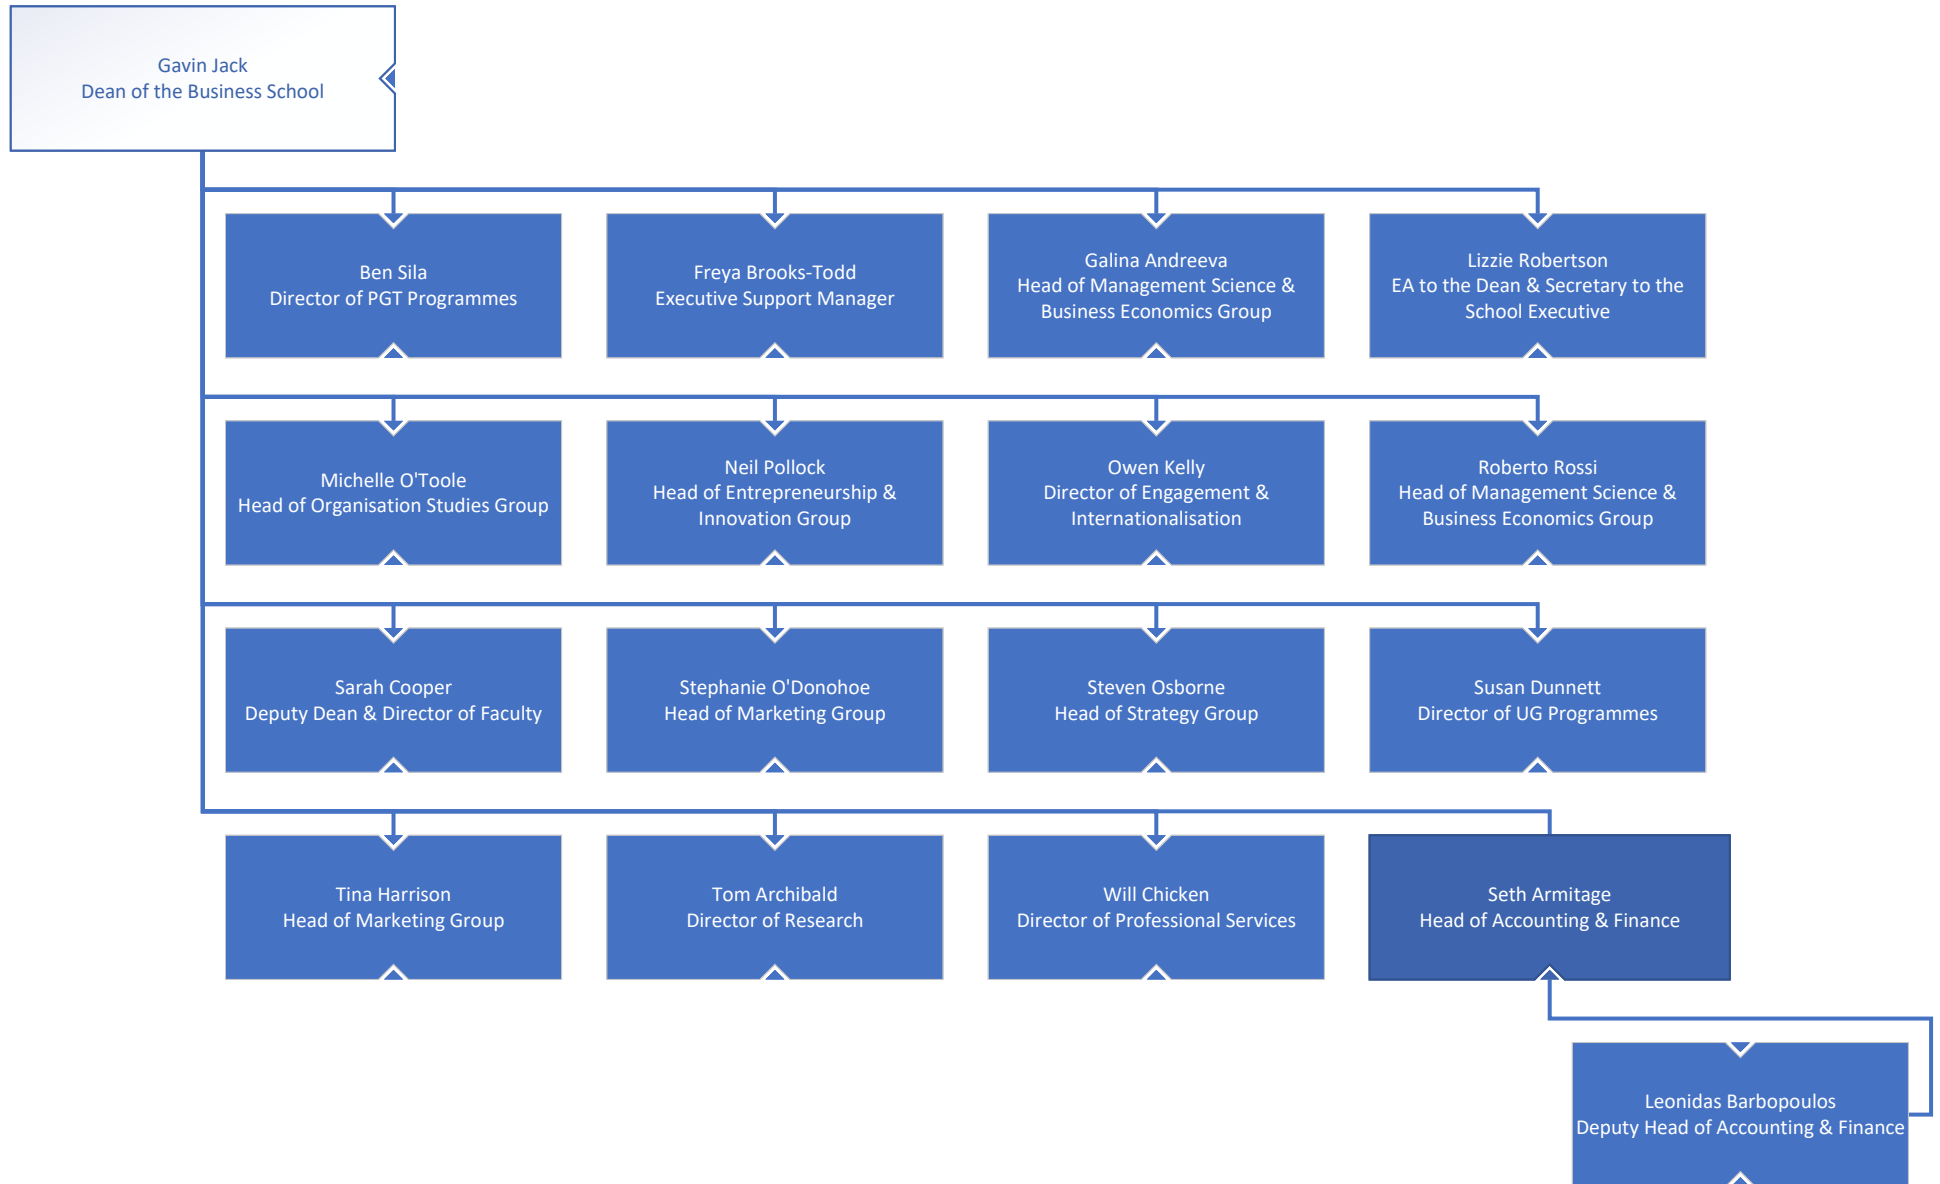 Gavin Jack
Dean of the Business School
Ben Sila
Director of PGT Programmes
Freya Brooks-Todd
Executive Support Manager
Galina Andreeva
Head of Management Science &
Business Economics Group
Lizzie Robertson
EA to the Dean & Secretary to the
School Executive
Michelle O'Toole
Head of Organisation Studies Group
Neil Pollock
Head of Entrepreneurship &
Innovation Group
Owen Kelly
Director of Engagement &
Internationalisation
Roberto Rossi
Head of Management Science &
Business Economics Group
Sarah Cooper
Deputy Dean & Director of Faculty
Stephanie O'Donohoe
Head of Marketing Group
Steven Osborne
Head of Strategy Group
Susan Dunnett
Director of UG Programmes
Tina Harrison
Head of Marketing Group
Tom Archibald
Director of Research
Will Chicken
Director of Professional Services
Seth Armitage
Head of Accounting & Finance
Leonidas Barbopoulos
Deputy Head of Accounting & Finance